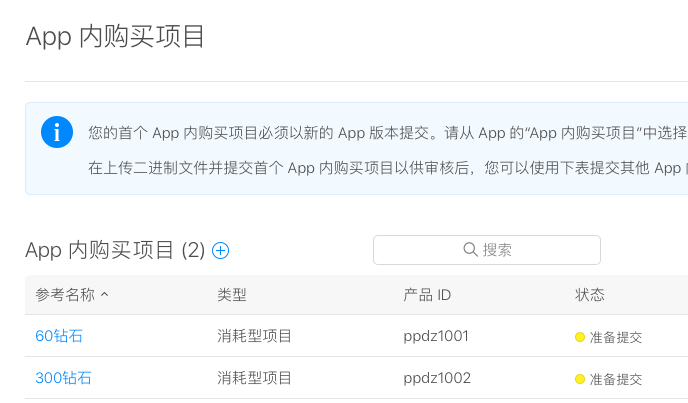 App 内购买项目
您的首个 App 内购买项目必须以新的 App 版本提交。请从 App 的“App 内购买项目”中选择
在上传二进制文件并提交首个 App 内购买项目以供审核后，您可以使用下表提交其他 App
App 内购买项目 (2)
搜索
参考名称 类型 产品 ID 状态
60钻石 消耗型项目 ppdz1001 准备提交
300钻石 消耗型项目 ppdz1002 准备提交